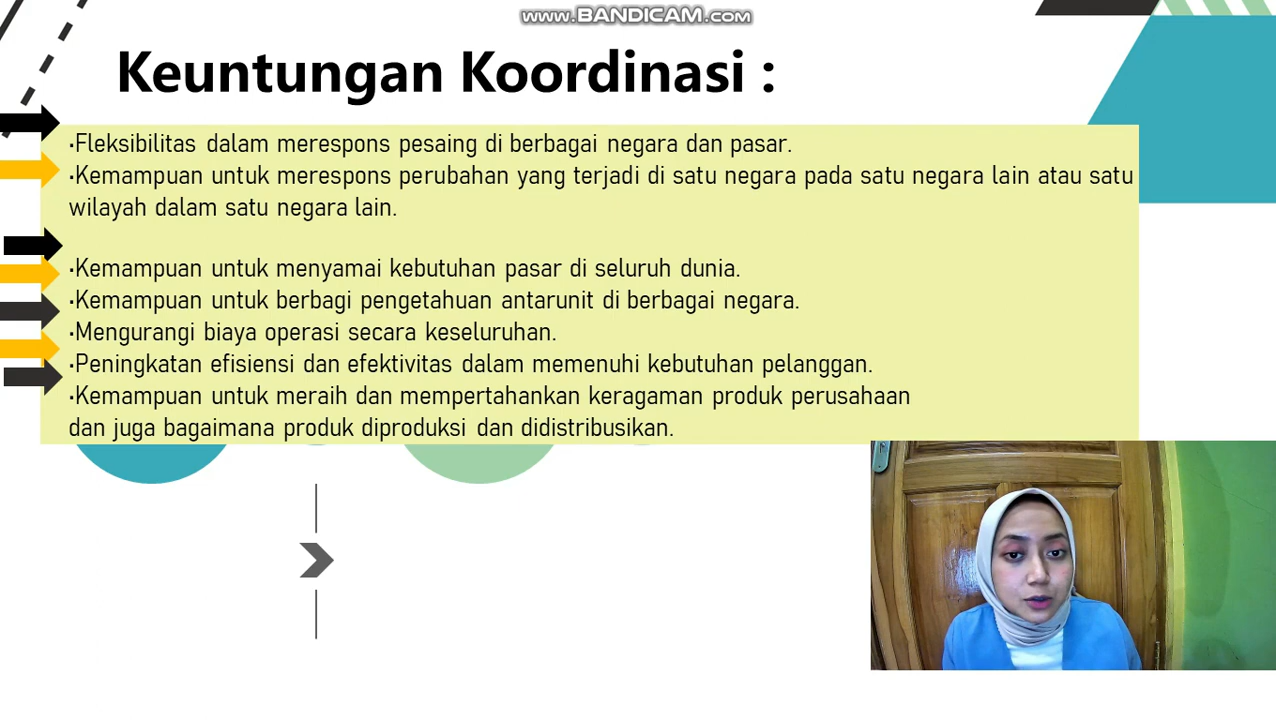 www.BANDICAM.com
Keuntungan Koordinasi :
•Fleksibilitas dalam merespons pesaing di berbagai negara dan pasar.
•Kemampuan untuk merespons perubahan yang terjadi di satu negara pada satu negara lain atau satu
wilayah dalam satu negara lain.
•Kemampuan untuk menyamai kebutuhan pasar di seluruh dunia.
•Kemampuan untuk berbagi pengetahuan antarunit di berbagai negara.
•Mengurangi biaya operasi secara keseluruhan.
•Peningkatan efisiensi dan efektivitas dalam memenuhi kebutuhan pelanggan.
•Kemampuan untuk meraih dan mempertahankan keragaman produk perusahaan
dan juga bagaimana produk diproduksi dan didistribusikan.